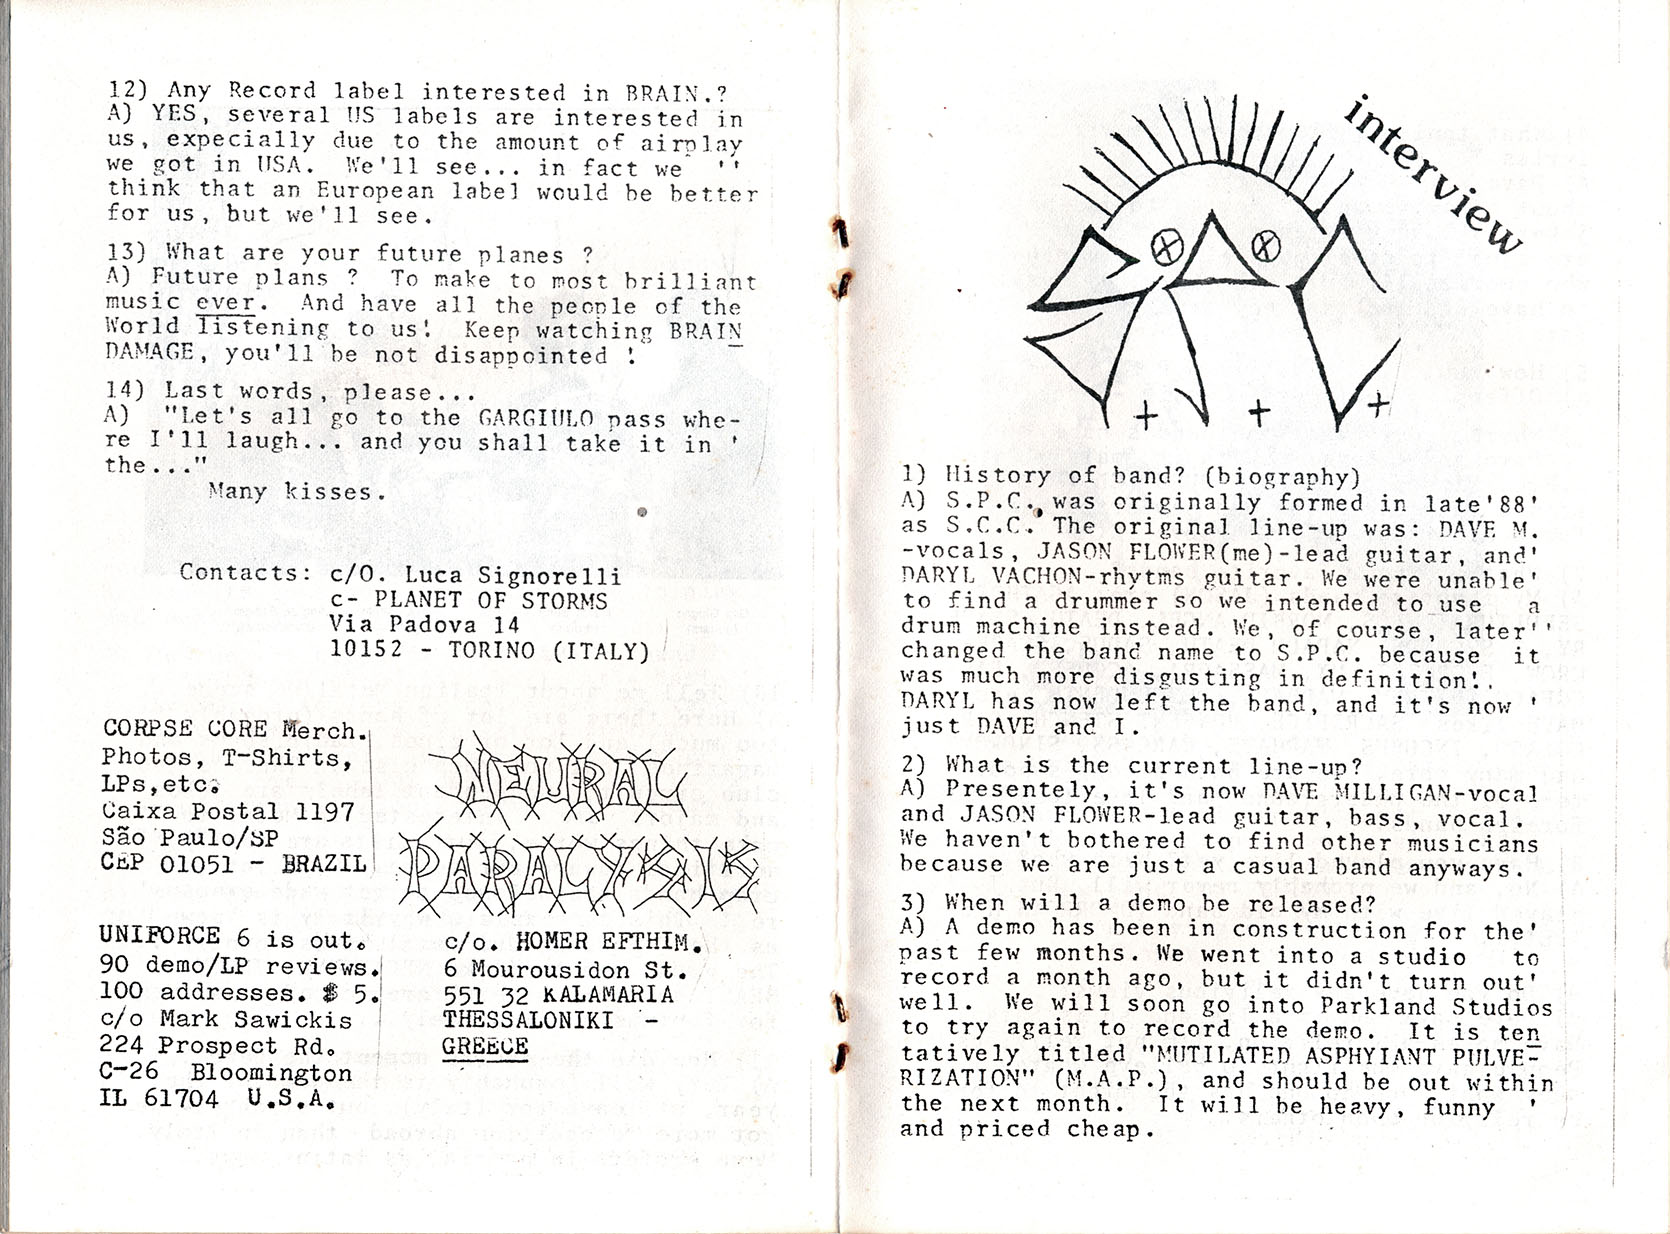 12) Any Record label interested in BRAIN.?
A) YES, several US labels are interested in
us, expecially due to the amount of airplay
we got in USA. We'll see... in fact we ''
think that an European label would be better
for us, but we'll see.
13) What are your future planes ?
A) Future plans ? To make to most brilliant
music ever. And have all the people of the
World listening to us! Keep watching BRAIN
DAMAGE, you'll be not disappointed !
14) Last words, please...
A) "Let's all go to the GARGIULO pass whe-
re I'll laugh... and you shall take it in '
the..."
Many kisses.
Contacts: c/O. Luca Signorelli
c- PLANET OF STORMS
Via Padova 14
10152 - TORINO (ITALY)
CORPSE CORE Merch.
Photos, T-Shirts,
LPs,etc.
Caixa Postal 1197
São Paulo/SP
CEP 01051 - BRAZIL
UNIFORCE 6 is out.
90 demo/LP reviews.
100 addresses. $ 5.
c/o Mark Sawickis
224 Prospect Rd.
C-26 Bloomington
IL 61704 U.S.A.
NEURAL
PARALYSIS
c/o. HOMER EFTHIM.
6 Mourousidon St.
551 32 KALAMARIA
THESSALONIKI -
GREECE
interview
S.P.C.
1) History of band? (biography)
A) S.P.C. was originally formed in late'88'
as S.C.C. The original line-up was: DAVE M.
-vocals, JASON FLOWER(me)-lead guitar, and'
DARYL VACHON-rhytms guitar. We were unable'
to find a drummer so we intended to use a
drum machine instead. We, of course, later''
changed the band name to S.P.C. because it
was much more disgusting in definition!.
DARYL has now left the band, and it's now '
just DAVE and I.
2) What is the current line-up?
A) Presentely, it's now DAVE MILLIGAN-vocal
and JASON FLOWER-lead guitar, bass, vocal.
We haven't bothered to find other musicians
because we are just a casual band anyways.
3) When will a demo be released?
A) A demo has been in construction for the'
past few months. We went into a studio to
record a month ago, but it didn't turn out'
well. We will soon go into Parkland Studios
to try again to record the demo. It is ten
tatively titled "MUTILATED ASPHYIANT PULVE-
RIZATION" (M.A.P.), and should be out within
the next month. It will be heavy, funny '
and priced cheap.